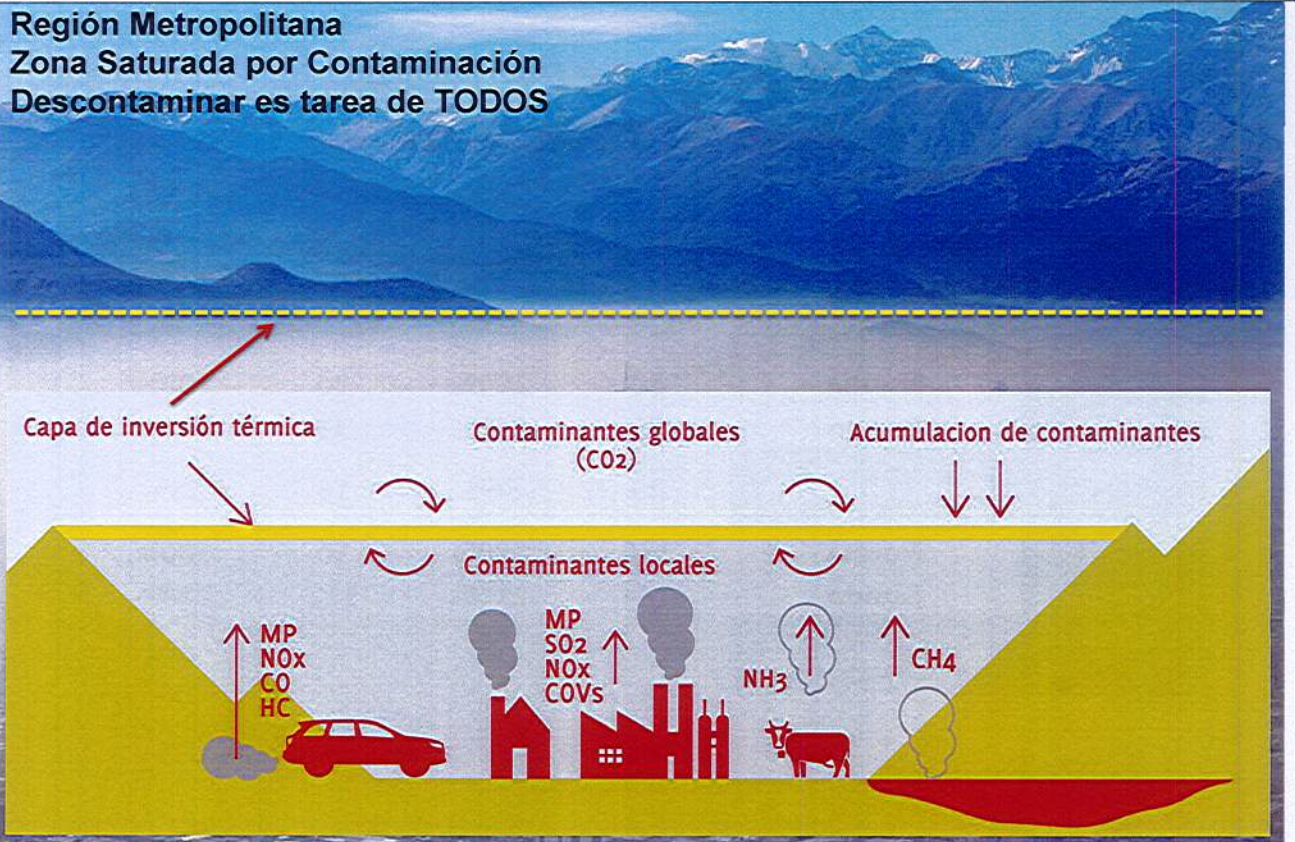 Región Metropolitana
Zona Saturada por Contaminación
Descontaminar es tarea de TODOS
Capa de inversión térmica
Contaminantes globales
(CO2)
Acumulacion de contaminantes
Contaminantes locales
MP
NOx
CO
HC
MP
SO2
NOx
COVs
NH3
CH4